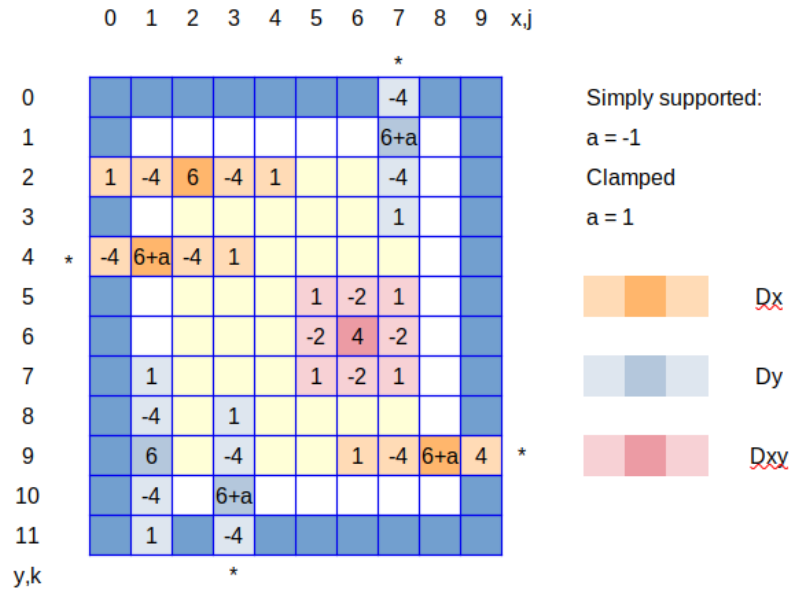 0 1 2 3 4 5 6 7 8 9 x,j
*
0 -4 Simply supported:
1 6+a a = -1
2 1 -4 6 -4 1 -4 Clamped
3 1 a = 1
4 * -4 6+a -4 1
5 1 -2 1 Dx
6 -2 4 -2
7 1 1 -2 1 Dy
8 -4 1
9 6 -4 1 -4 6+a 4 * Dxy
10 -4 6+a
11 1 -4
y,k *